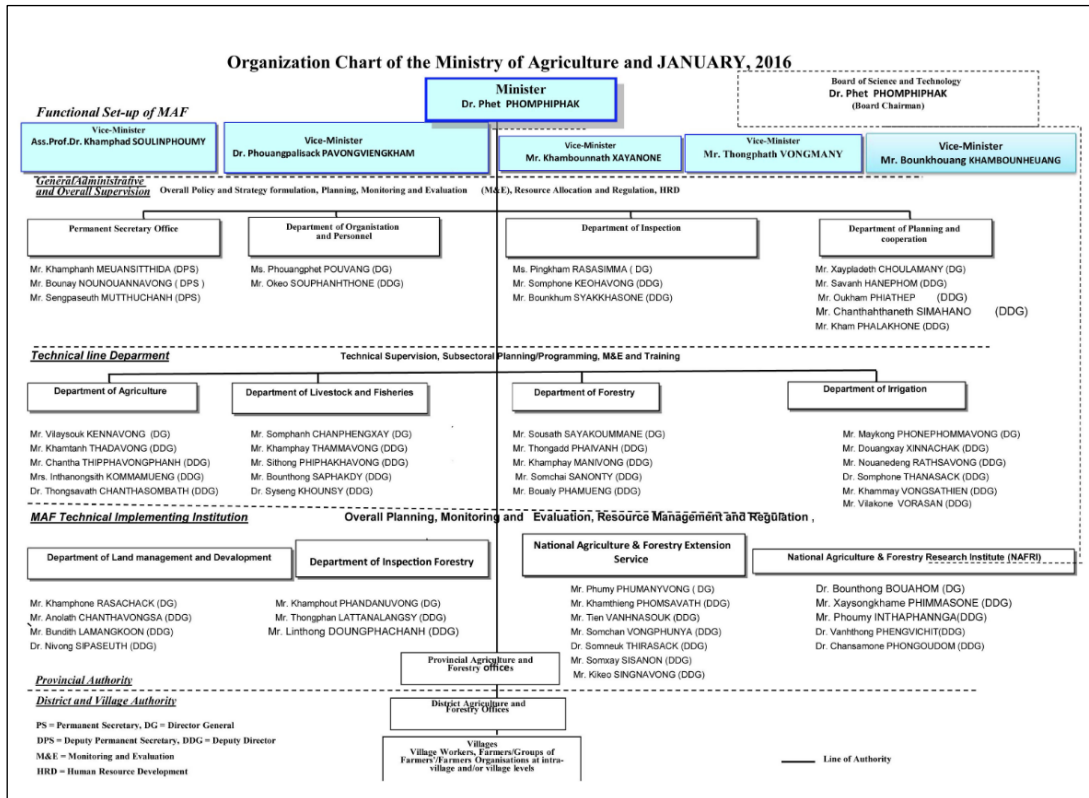 Organization Chart of the Ministry of Agriculture and JANUARY, 2016
Minister
Dr. Phet PHOMPHIPHAK
Board of Science and Technology
Dr. Phet PHOMPHIPHAK
(Board Chairman)
Functional Set-up of MAF
Vice-Minister
Ass.Prof.Dr. Khamphad SOULINPHOUMY
Vice-Minister
Dr. Phouangpalisack PAVONGVIENGKHAM
Vice-Minister
Mr. Khambounnath XAYANONE
Vice-Minister
Mr. Thongphath VONGMANY
Vice-Minister
Mr. Bounkhouang KHAMBOUNHEUANG
General/Administrative
and Overall Supervision
Overall Policy and Strategy formulation, Planning, Monitoring and Evaluation (M&E), Resource Allocation and Regulation, HRD
Permanent Secretary Office
Mr. Khamphanh MEUANSITTHIDA (DPS)
Mr. Bounay NOUNOUANNAVONG ( DPS )
Mr. Sengpaseuth MUTTHUCHANH (DPS)
Department of Organistation
and Personnel
Ms. Phouangphet POUVANG (DG)
Mr. Okeo SOUPHANHTHONE (DDG)
Department of Inspection
Ms. Pingkham RASASIMMA ( DG)
Mr. Somphone KEOHAVONG (DDG)
Mr. Bounkhum SYAKKHASONE (DDG)
Department of Planning and
cooperation
Mr. Xaypladeth CHOULAMANY (DG)
Mr. Savanh HANEPHOM (DDG)
Mr. Oukham PHIATHEP (DDG)
Mr. Chanthahthaneth SIMAHANO (DDG)
Mr. Kham PHALAKHONE (DDG)
Technical line Deparment
Technical Supervision, Subsectoral Planning/Programming, M&E and Training
Department of Agriculture
Mr. Vilaysouk KENNAVONG (DG)
Mr. Khamtanh THADAVONG (DDG)
Mr. Chantha THIPPHAVONGPHANH (DDG)
Mrs. Inthanongsith KOMMAMUENG (DDG)
Dr. Thongsavath CHANTHASOMBATH (DDG)
Department of Livestock and Fisheries
Mr. Somphanh CHANPHENGXAY (DG)
Mr. Khamphay THAMMAVONG (DDG)
Mr. Sithong PHIPHAKHAVONG (DDG)
Mr. Bounthong SAPHAKDY (DDG)
Dr. Syseng KHOUNSY (DDG)
Department of Forestry
Mr. Sousath SAYAKOUMMANE (DG)
Mr. Thongadd PHAIVANH (DDG)
Mr. Khamphay MANIVONG (DDG)
Mr. Somchai SANONTY (DDG)
Mr. Boualy PHAMUENG (DDG)
Department of Irrigation
Mr. Maykong PHONEPHOMMAVONG (DG)
Mr. Douangxay XINNACHAK (DDG)
Mr. Nouanedeng RATHSAVONG (DDG)
Dr. Somphone THANASACK (DDG)
Mr. Khammay VONGSATHIEN (DDG)
Mr. Vilakone VORASAN (DDG)
MAF Technical Implementing Institution
Overall Planning, Monitoring and Evaluation, Resource Management and Regulation ,
Department of Land management and Development
Mr. Khamphone RASACHACK (DG)
Mr. Anolath CHANTHAVONGSA (DDG)
Mr. Bundith LAMANGKOON (DDG)
Dr. Nivong SIPASEUTH (DDG)
Department of Inspection Forestry
Mr. Khamphout PHANDANUVONG (DG)
Mr. Thongphan LATTANALANGSY (DDG)
Mr. Linthong DOUNGPHACHANH (DDG)
National Agriculture & Forestry Extension
Service
Mr. Phumy PHUMANYVONG ( DG)
Mr. Khamthieng PHOMSAVATH (DDG)
Mr. Tien VANHNASOUK (DDG)
Mr. Somchan VONGPHUNYA (DDG)
Dr. Somneuk THIRASACK (DDG)
Mr. Somxay SISANON (DDG)
Mr. Kikeo SINGNAVONG (DDG)
National Agriculture & Forestry Research Institute (NAFRI)
Dr. Bounthong BOUAHOM (DG)
Mr. Xaysongkhame PHIMMASONE (DDG)
Mr. Phoumy INTHAPHANNGA(DDG)
Dr. Vanhthong PHENGVICHIT(DDG)
Dr. Chansamone PHONGOUDOM (DDG)
Provincial Agriculture and
Forestry offices
Provincial Authority
District and Village Authority
District Agriculture and
Forestry Offices
PS = Permanent Secretary, DG = Director General
DPS = Deputy Permanent Secretary, DDG = Deputy Director
M&E = Monitoring and Evaluation
HRD = Human Resource Development
Villages
Village Workers, Farmers/Groups of
Farmers'/Farmers Organisations at intra-
village and/or village levels
Line of Authority